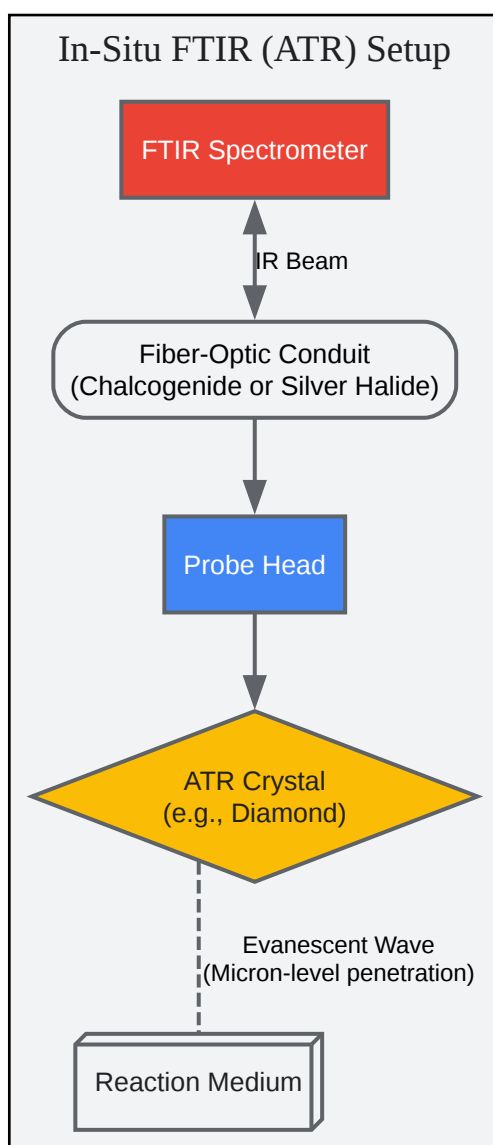 In-Situ FTIR (ATR) Setup
FTIR Spectrometer
IR Beam
Fiber-Optic Conduit
(Chalcogenide or Silver Halide)
Probe Head
ATR Crystal
(e.g., Diamond)
Evanescent Wave
(Micron-level penetration)
Reaction Medium